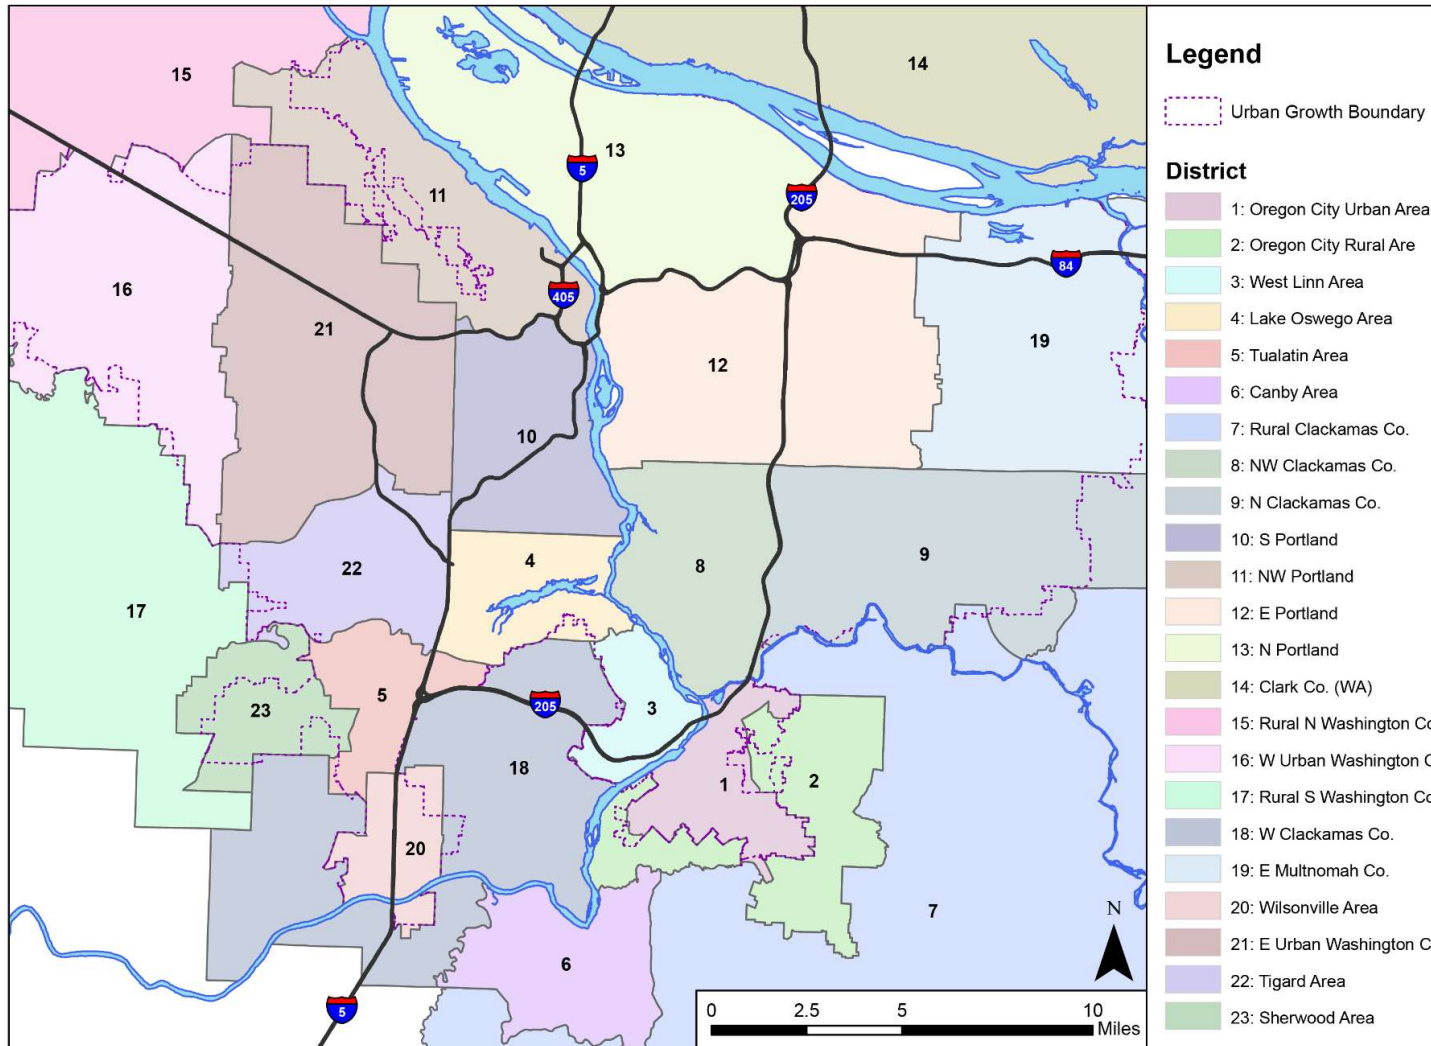 15
14
Legend
Urban Growth Boundary
13
5
District
11
205
1: Oregon City Urban Area
2: Oregon City Rural Are
84
3: West Linn Area
16
405
4: Lake Oswego Area
21
19
5: Tualatin Area
12
6: Canby Area
10
7: Rural Clackamas Co.
8: NW Clackamas Co.
9: N Clackamas Co.
10: S Portland
4
9
22
8
11: NW Portland
17
12: E Portland
13: N Portland
14: Clark Co. (WA)
5
205
3
23
15: Rural N Washington Co
16: W Urban Washington C
18
1
2
17: Rural S Washington Co
18: W Clackamas Co.
20
19: E Multnomah Co.
7
N
20: Wilsonville Area
21: E Urban Washington C
6
22: Tigard Area
5
0 2.5 5 10
Miles
23: Sherwood Area